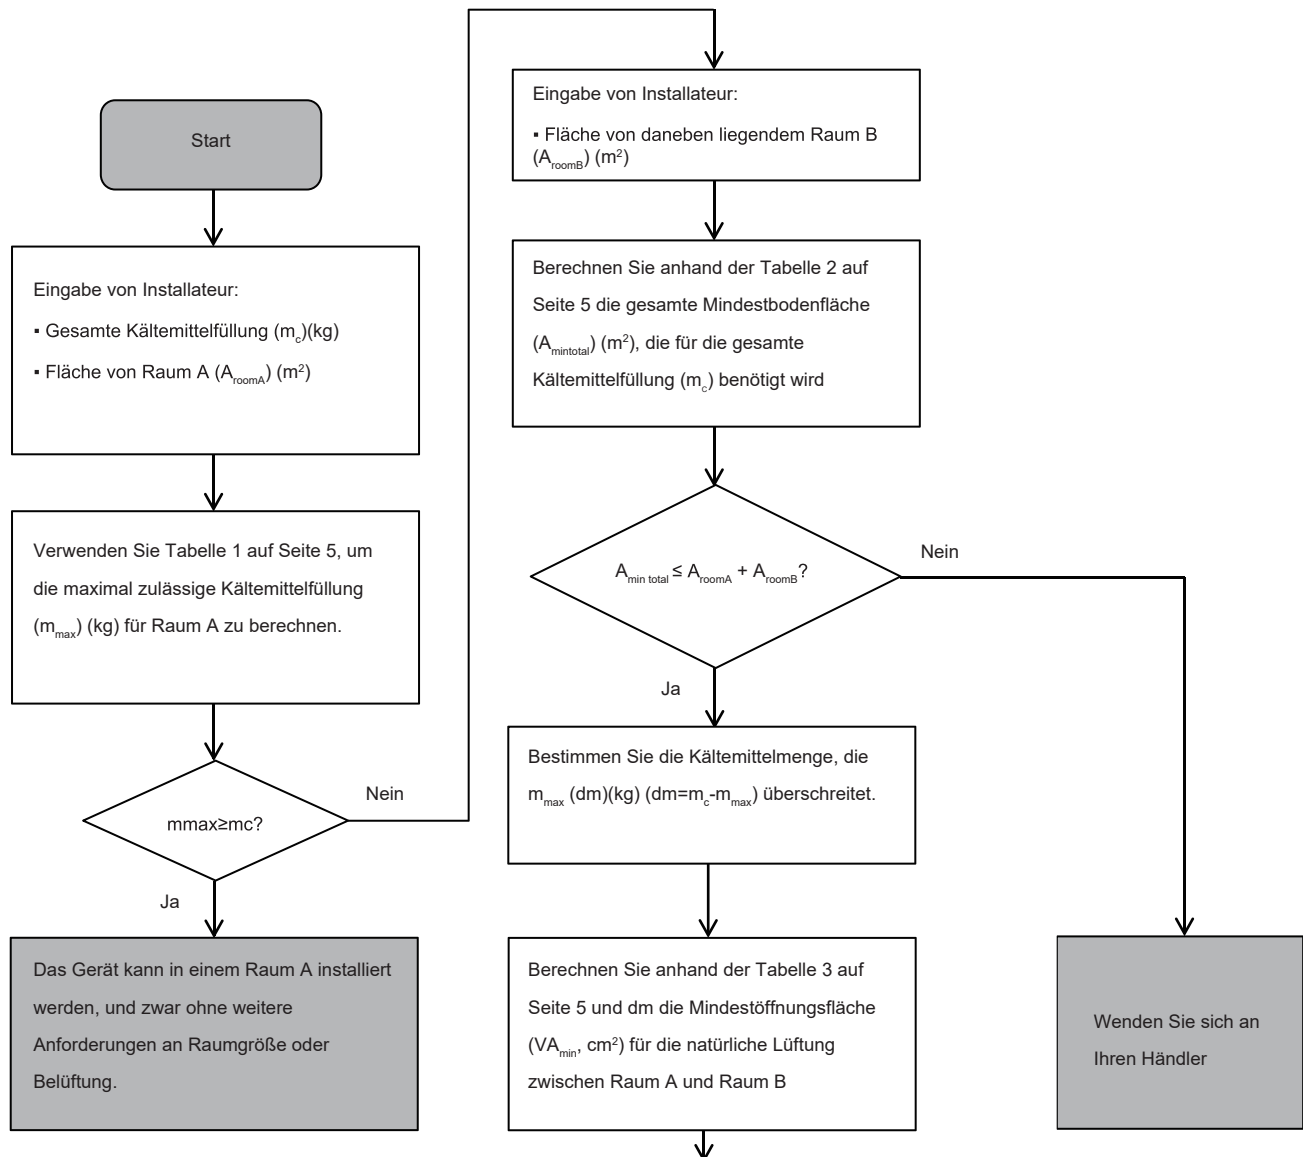 Start
Eingabe von Installateur:
▪ Gesamte Kältemittelfüllung (mc)(kg)
▪ Fläche von Raum A (AroomA) (m²)
Verwenden Sie Tabelle 1 auf Seite 5, um
die maximal zulässige Kältemittelfüllung
(mmax) (kg) für Raum A zu berechnen.
mmax≥mc?
Nein
Ja
Das Gerät kann in einem Raum A installiert
werden, und zwar ohne weitere
Anforderungen an Raumgröße oder
Belüftung.
Eingabe von Installateur:
▪ Fläche von daneben liegendem Raum B
(AroomB) (m²)
Berechnen Sie anhand der Tabelle 2 auf
Seite 5 die gesamte Mindestbodenfläche
(Amintotal) (m²), die für die gesamte
Kältemittelfüllung (mc) benötigt wird
Amin total ≤ AroomA + AroomB?
Nein
Ja
Bestimmen Sie die Kältemittelmenge, die
mmax (dm)(kg) (dm=mc-mmax) überschreitet.
Berechnen Sie anhand der Tabelle 3 auf
Seite 5 und dm die Mindestöffnungsfläche
(VAmin, cm²) für die natürliche Lüftung
zwischen Raum A und Raum B
Wenden Sie sich an
Ihren Händler